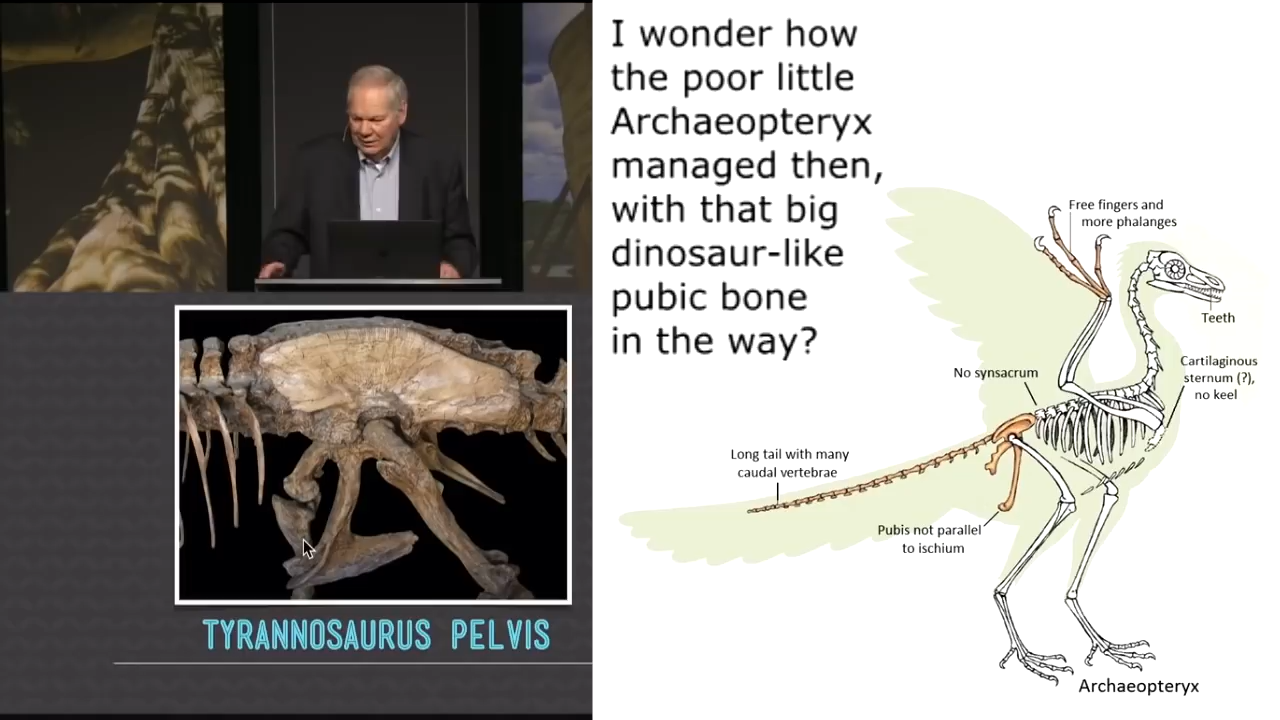 I wonder how
the poor little
Archaeopteryx
managed then,
with that big
dinosaur-like
pubic bone
in the way?
Free fingers and
more phalanges
Teeth
Cartilaginous
sternum (?),
no keel
No synsacrum
Long tail with many
caudal vertebrae
Pubis not parallel
to ischium
Archaeopteryx
TYRANNOSAURUS PELVIS